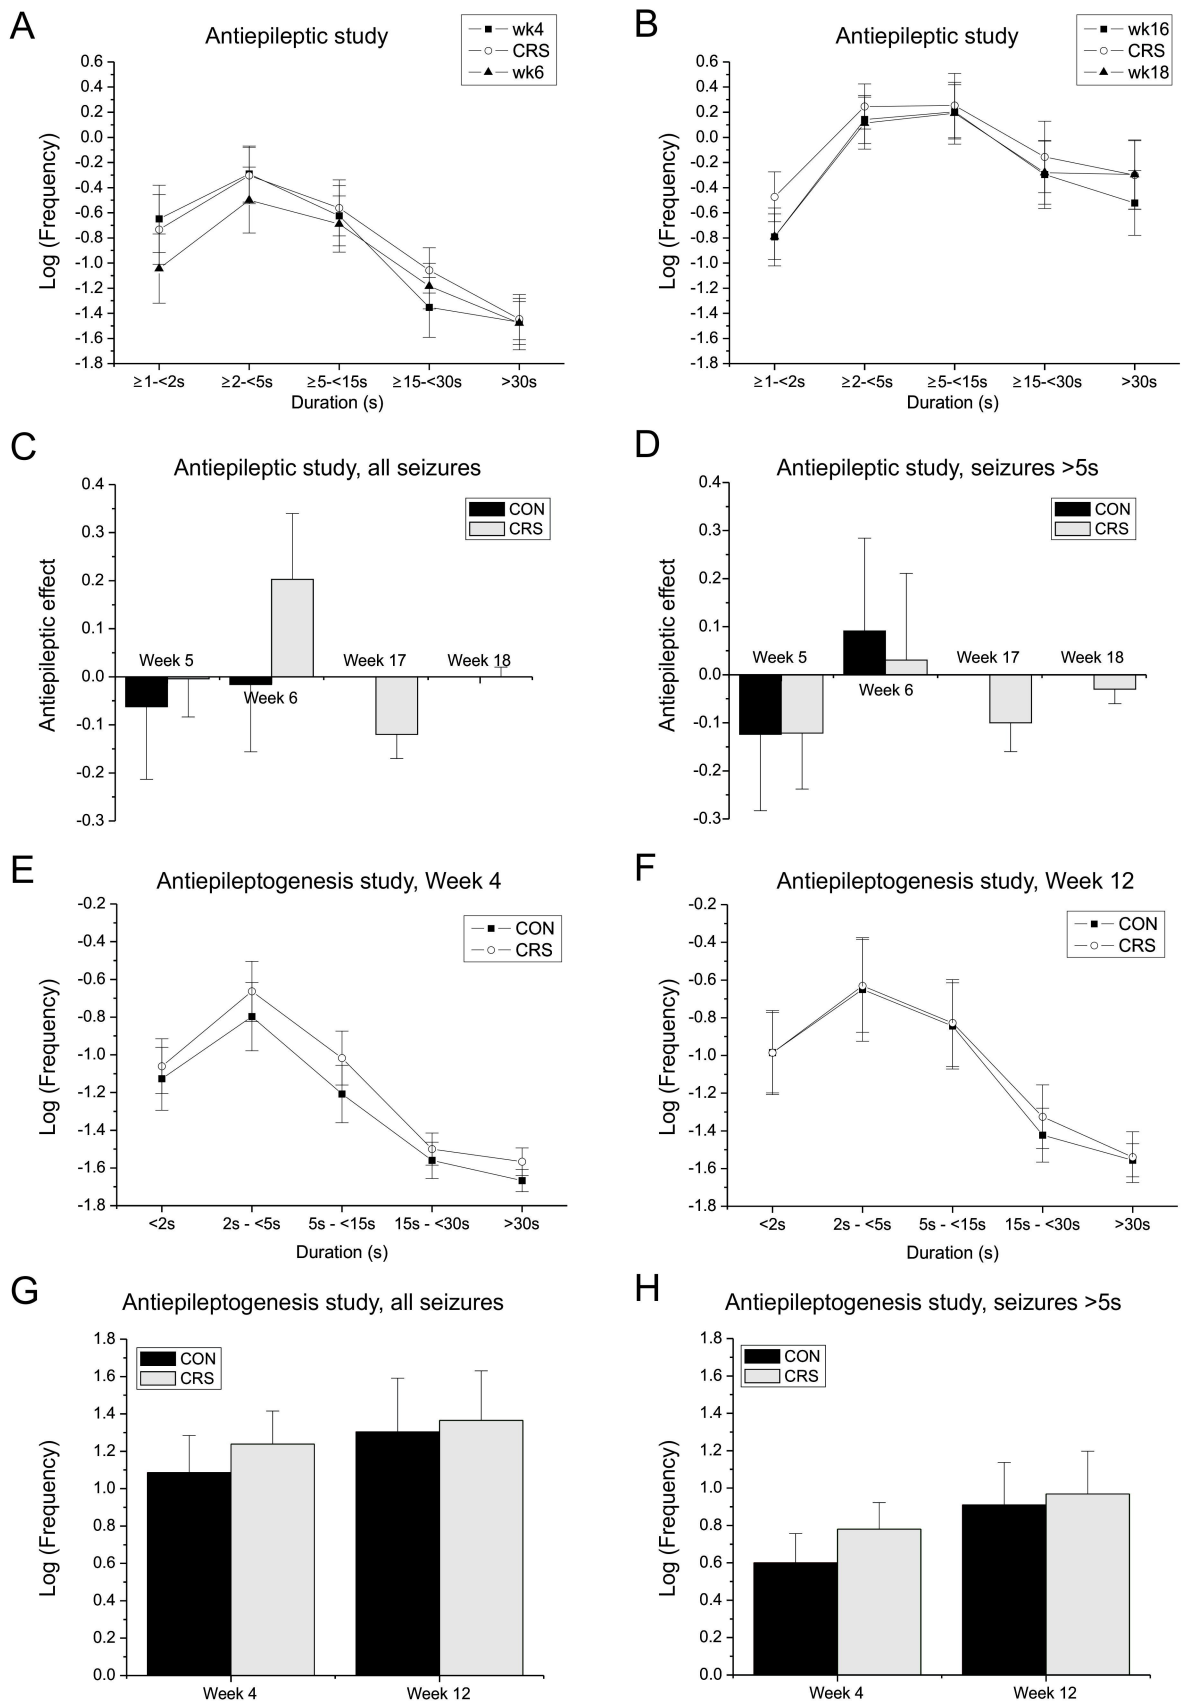 A
Antiepileptic study
wk4
CRS
wk6
0.6
0.4
0.2
0.0
-0.2
-0.4
-0.6
-0.8
-1.0
-1.2
-1.4
-1.6
-1.8
Log (Frequency)
≥1-<2s ≥2-<5s ≥5-<15s ≥15-<30s >30s
Duration (s)
B
Antiepileptic study
wk16
CRS
wk18
0.6
0.4
0.2
0.0
-0.2
-0.4
-0.6
-0.8
-1.0
-1.2
-1.4
-1.6
-1.8
Log (Frequency)
≥1-<2s ≥2-<5s ≥5-<15s ≥15-<30s >30s
Duration (s)
C
Antiepileptic study, all seizures
CON
CRS
0.4
0.3
0.2
0.1
0.0
-0.1
-0.2
-0.3
Antiepileptic effect
Week 5
Week 6
Week 17
Week 18
D
Antiepileptic study, seizures >5s
CON
CRS
0.4
0.3
0.2
0.1
0.0
-0.1
-0.2
-0.3
Antiepileptic effect
Week 5
Week 6
Week 17
Week 18
E
Antiepileptogenesis study, Week 4
CON
CRS
-0.2
-0.4
-0.6
-0.8
-1.0
-1.2
-1.4
-1.6
-1.8
Log (Frequency)
<2s 2s - <5s 5s - <15s 15s - <30s >30s
Duration (s)
F
Antiepileptogenesis study, Week 12
CON
CRS
-0.2
-0.4
-0.6
-0.8
-1.0
-1.2
-1.4
-1.6
-1.8
Log (Frequency)
<2s 2s - <5s 5s - <15s 15s - <30s >30s
Duration (s)
G
Antiepileptogenesis study, all seizures
CON
CRS
1.8
1.6
1.4
1.2
1.0
0.8
0.6
0.4
0.2
0.0
Log (Frequency)
Week 4 Week 12
H
Antiepileptogenesis study, seizures >5s
CON
CRS
1.8
1.6
1.4
1.2
1.0
0.8
0.6
0.4
0.2
0.0
Log (Frequency)
Week 4 Week 12